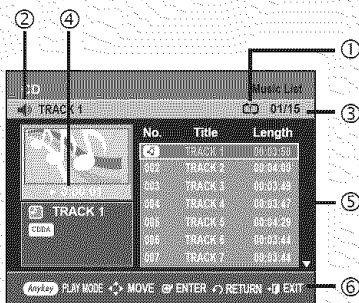 ② ④ ①
CD Music List
TRACK 1 01/15 ③
No. Title Length
TRACK 1 00:03:50
002 TRACK 2 00:04:00
003 TRACK 3 00:03:49
004 TRACK 4 00:03:47
005 TRACK 5 00:04:29
006 TRACK 6 00:03:44
007 TRACK 7 00:03:44
⑤
TRACK 1
CDDA
Anykey PLAY MODE MOVE ENTER RETURN EXIT ⑥